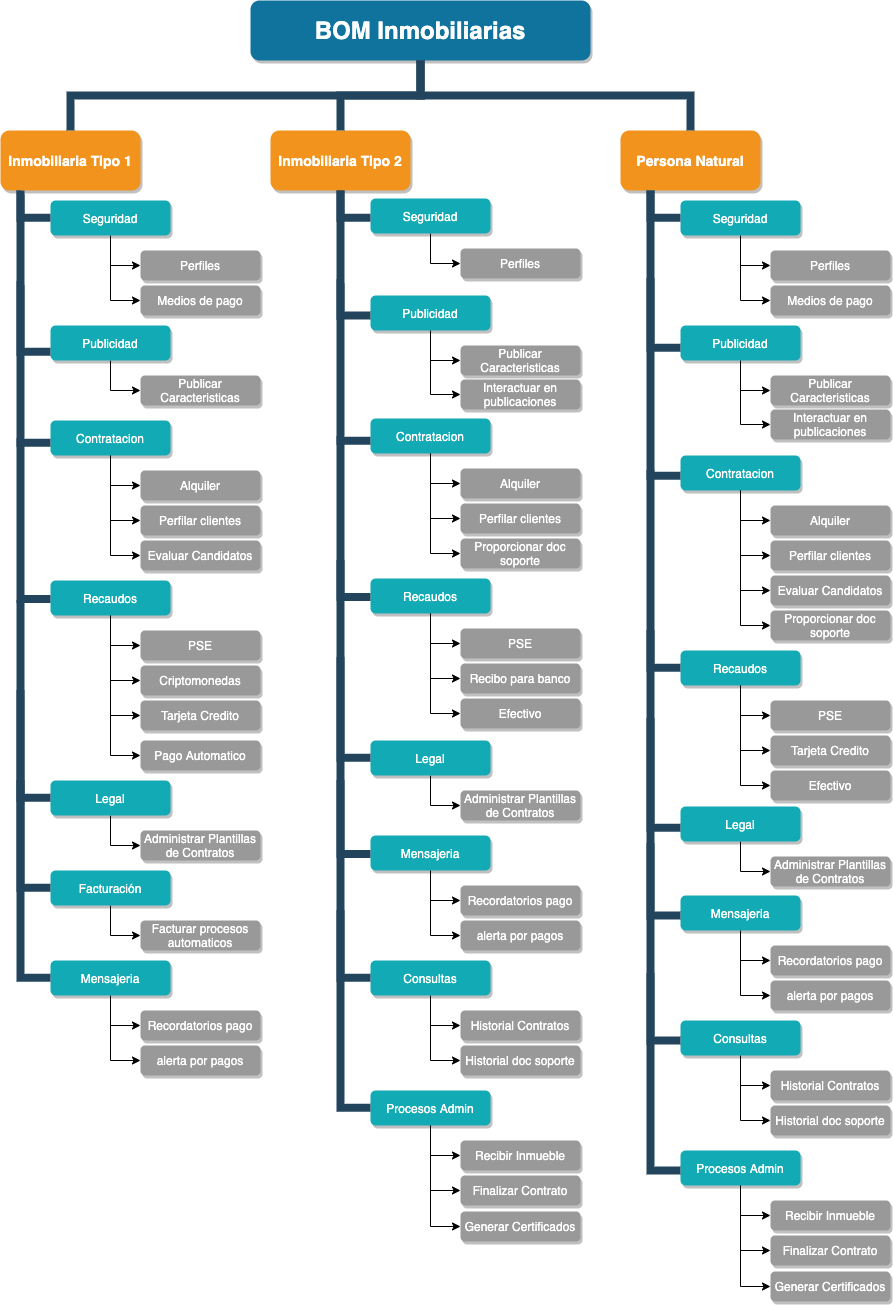 BOM Inmobiliarias
Inmobiliaria Tipo 1
Seguridad
Perfiles
Medios de pago
Publicidad
Publicar
Caracteristicas
Contratacion
Alquiler
Perfilar clientes
Evaluar Candidatos
Recaudos
PSE
Criptomonedas
Tarjeta Credito
Pago Automatico
Legal
Administrar Plantillas
de Contratos
Facturación
Facturar procesos
automaticos
Mensajeria
Recordatorios pago
alerta por pagos
Inmobiliaria Tipo 2
Seguridad
Perfiles
Publicidad
Publicar
Caracteristicas
Interactuar en
publicaciones
Contratacion
Alquiler
Perfilar clientes
Proporcionar doc
soporte
Recaudos
PSE
Recibo para banco
Efectivo
Legal
Administrar Plantillas
de Contratos
Mensajeria
Recordatorios pago
alerta por pagos
Consultas
Historial Contratos
Historial doc soporte
Procesos Admin
Recibir Inmueble
Finalizar Contrato
Generar Certificados
Persona Natural
Seguridad
Perfiles
Medios de pago
Publicidad
Publicar
Caracteristicas
Interactuar en
publicaciones
Contratacion
Alquiler
Perfilar clientes
Evaluar Candidatos
Proporcionar doc
soporte
Recaudos
PSE
Tarjeta Credito
Efectivo
Legal
Administrar Plantillas
de Contratos
Mensajeria
Recordatorios pago
alerta por pagos
Consultas
Historial Contratos
Historial doc soporte
Procesos Admin
Recibir Inmueble
Finalizar Contrato
Generar Certificados